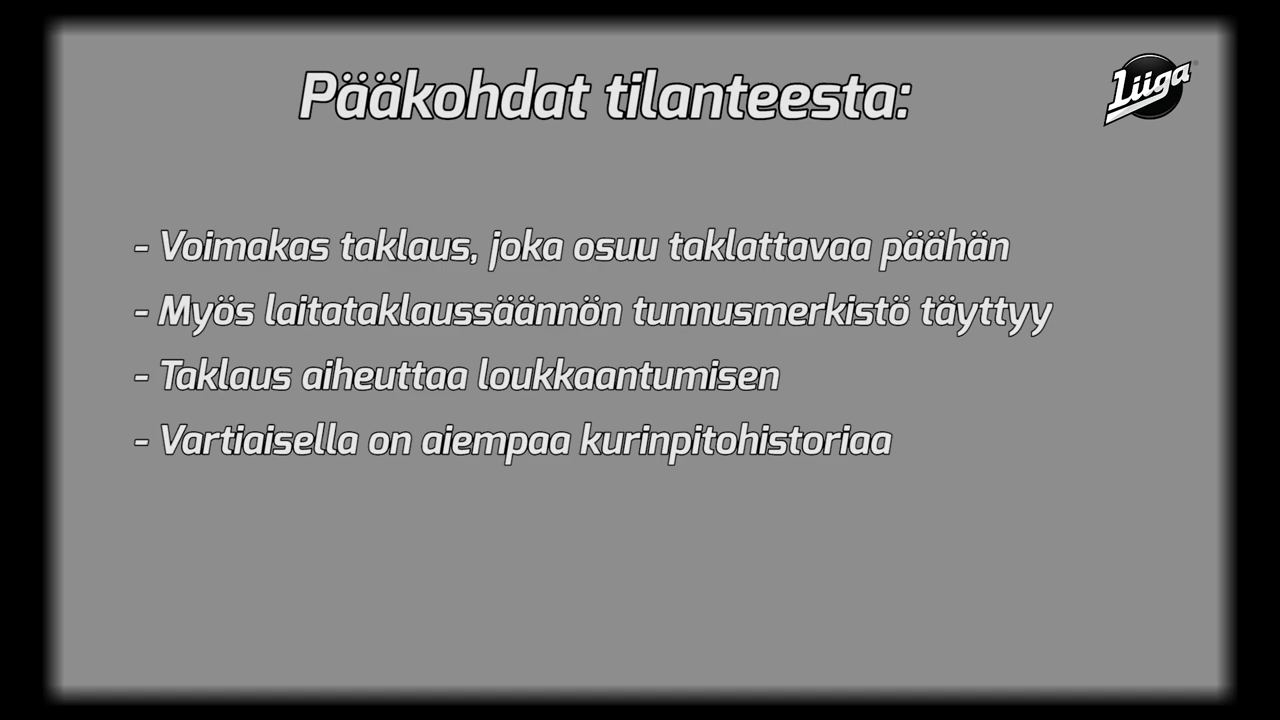 Pääkohdat tilanteesta:
Liiga
- Voimakas taklaus, joka osuu taklattavaa päähän
- Myös laitataklaussäännön tunnusmerkistö täyttyy
- Taklaus aiheuttaa loukkaantumisen
- Vartiaisella on aiempaa kurinpitohistoriaa